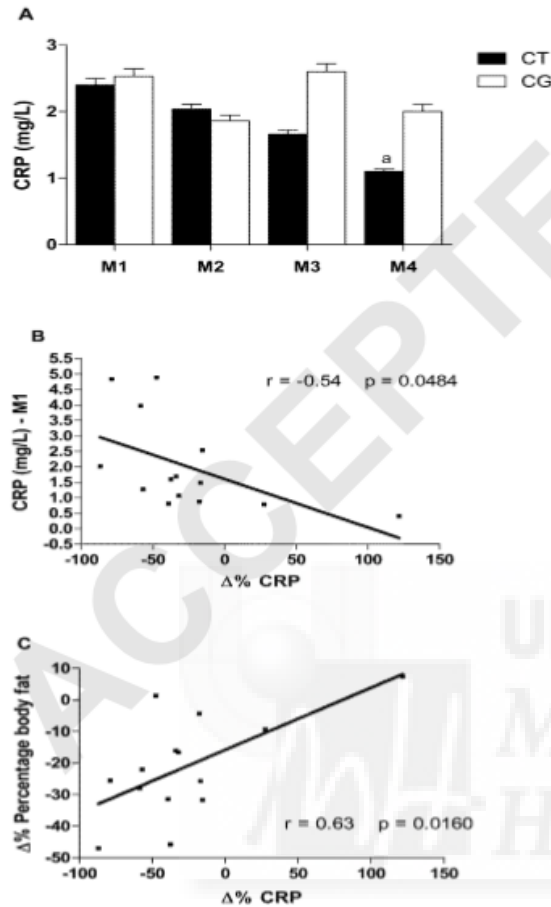 A
CRP (mg/L)
3
2
1
0
CT
CG
a
M1 M2 M3 M4
B
CRP (mg/L) - M1
5.5
5.0
4.5
4.0
3.5
3.0
2.5
2.0
1.5
1.0
0.5
0.0
-0.5
r = -0.54 p = 0.0484
-100 -50 0 50 100 150
Δ% CRP
C
Δ% Percentage body fat
10
0
-10
-20
-30
-40
-50
r = 0.63 p = 0.0160
-100 -50 0 50 100 150
Δ% CRP
ACCEPTE
U
M
H